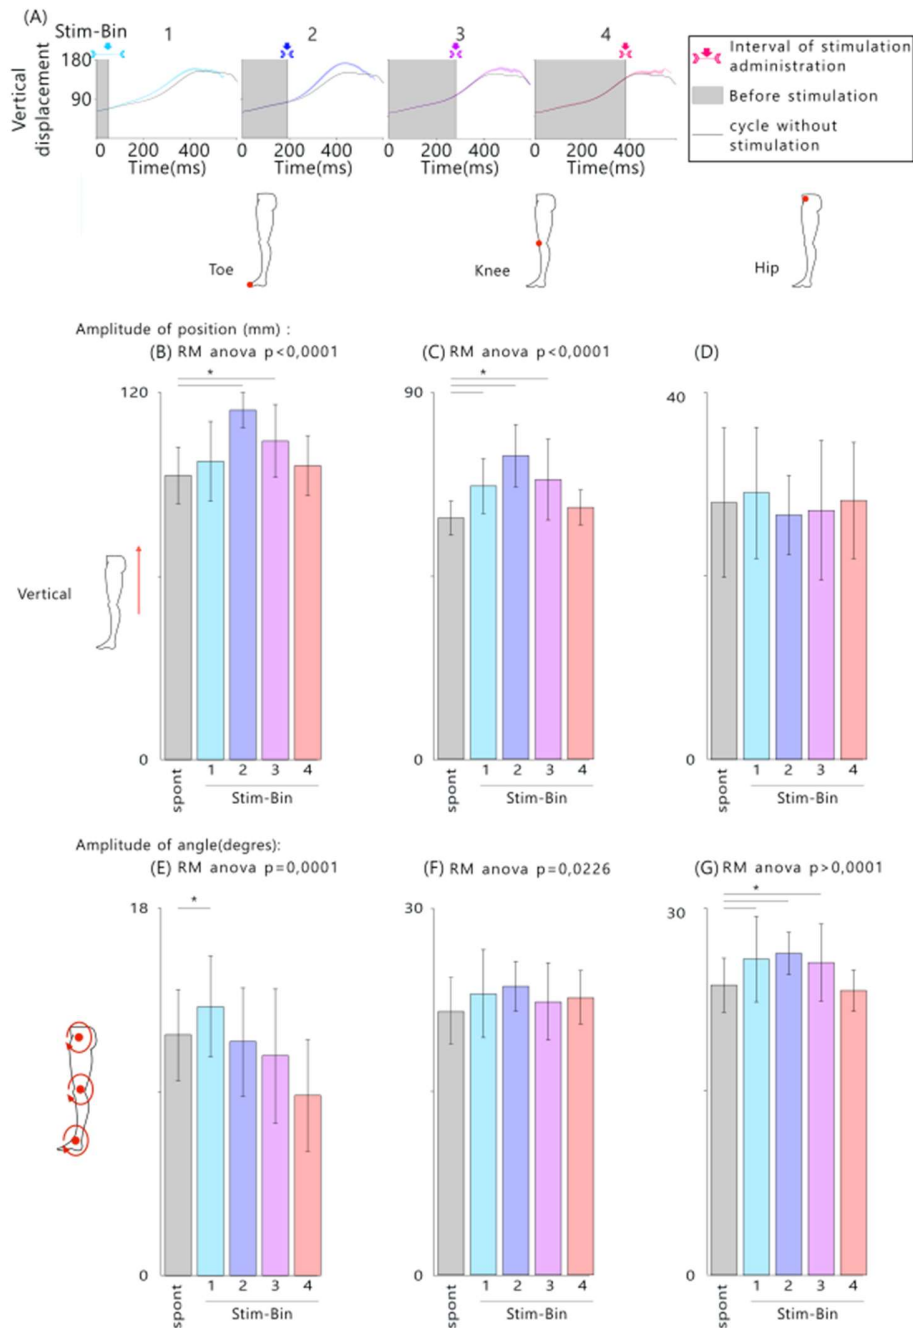 (A)
Stim-Bin 1 2 3 4
Vertical
displacement
180
90
0 200 400 0 200 400 0 200 400 0 200 400
Time(ms) Time(ms) Time(ms) Time(ms)
Interval of stimulation
administration
Before stimulation
cycle without
stimulation
Toe
Knee
Hip
Amplitude of position (mm) :
(B) RM anova p<0,0001
(C) RM anova p<0,0001
(D)
*
*
120
90
40
Vertical
0
0
0
spont 1 2 3 4
Stim-Bin
spont 1 2 3 4
Stim-Bin
spont 1 2 3 4
Stim-Bin
Amplitude of angle(degres):
(E) RM anova p=0,0001
(F) RM anova p=0,0226
(G) RM anova p>0,0001
*
*
18
30
30
0
0
0
spont 1 2 3 4
Stim-Bin
spont 1 2 3 4
Stim-Bin
spont 1 2 3 4
Stim-Bin